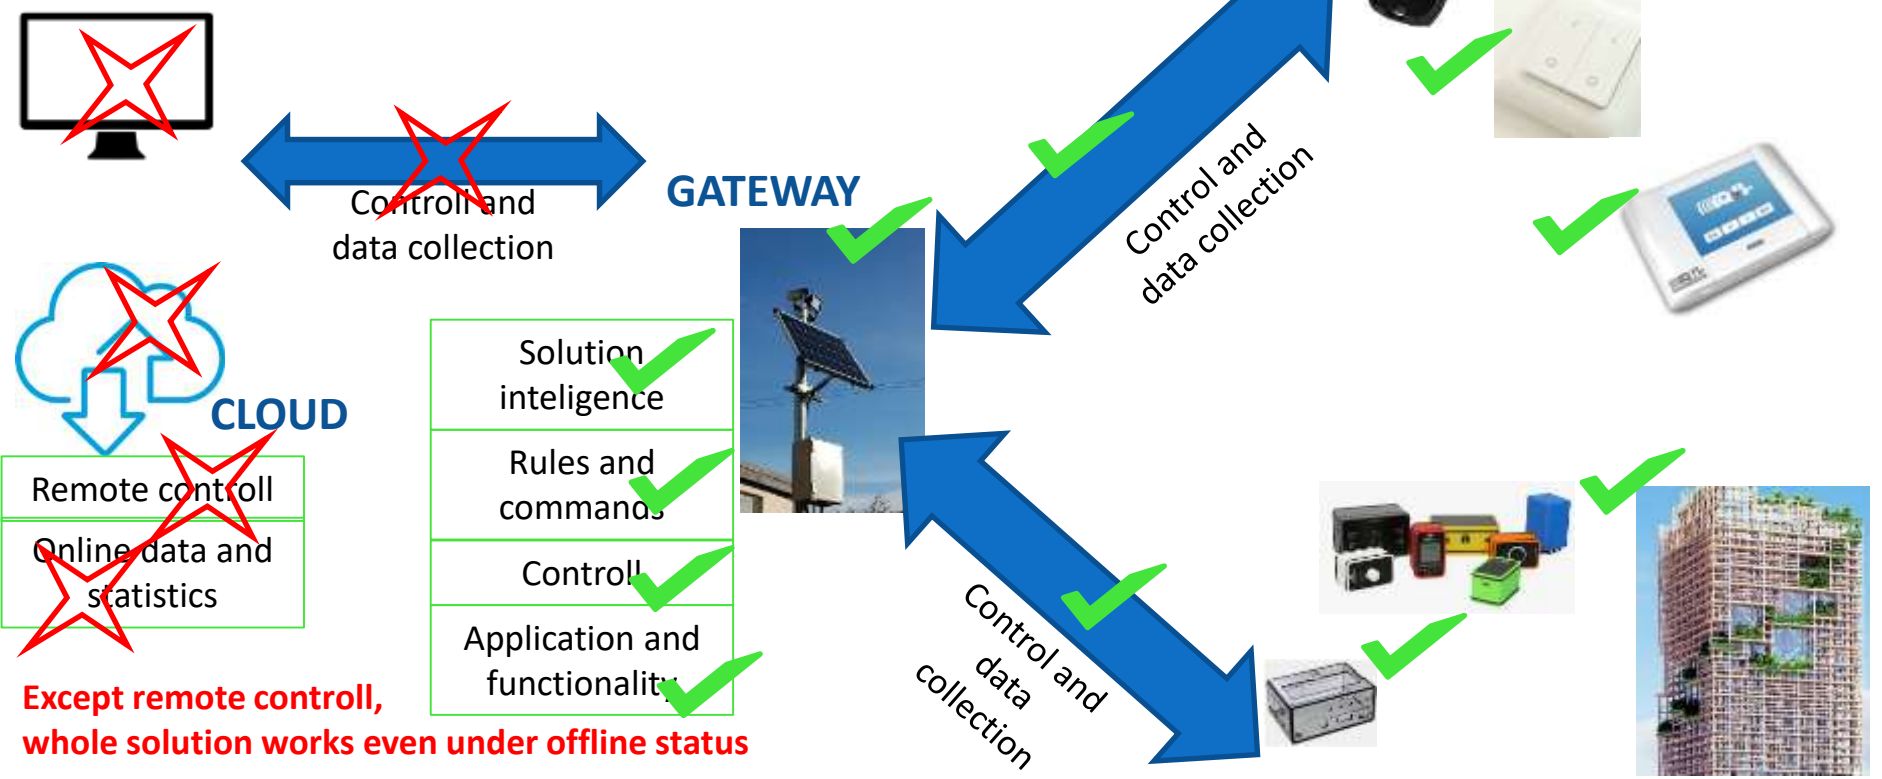 Controll and
data collection
GATEWAY
Control and
data collection
CLOUD
Remote controll
Online data and
statistics
Solution
inteligence
Rules and
commands
Controll
Application and
functionality
Control and
data
collection
Except remote controll,
whole solution works even under offline status